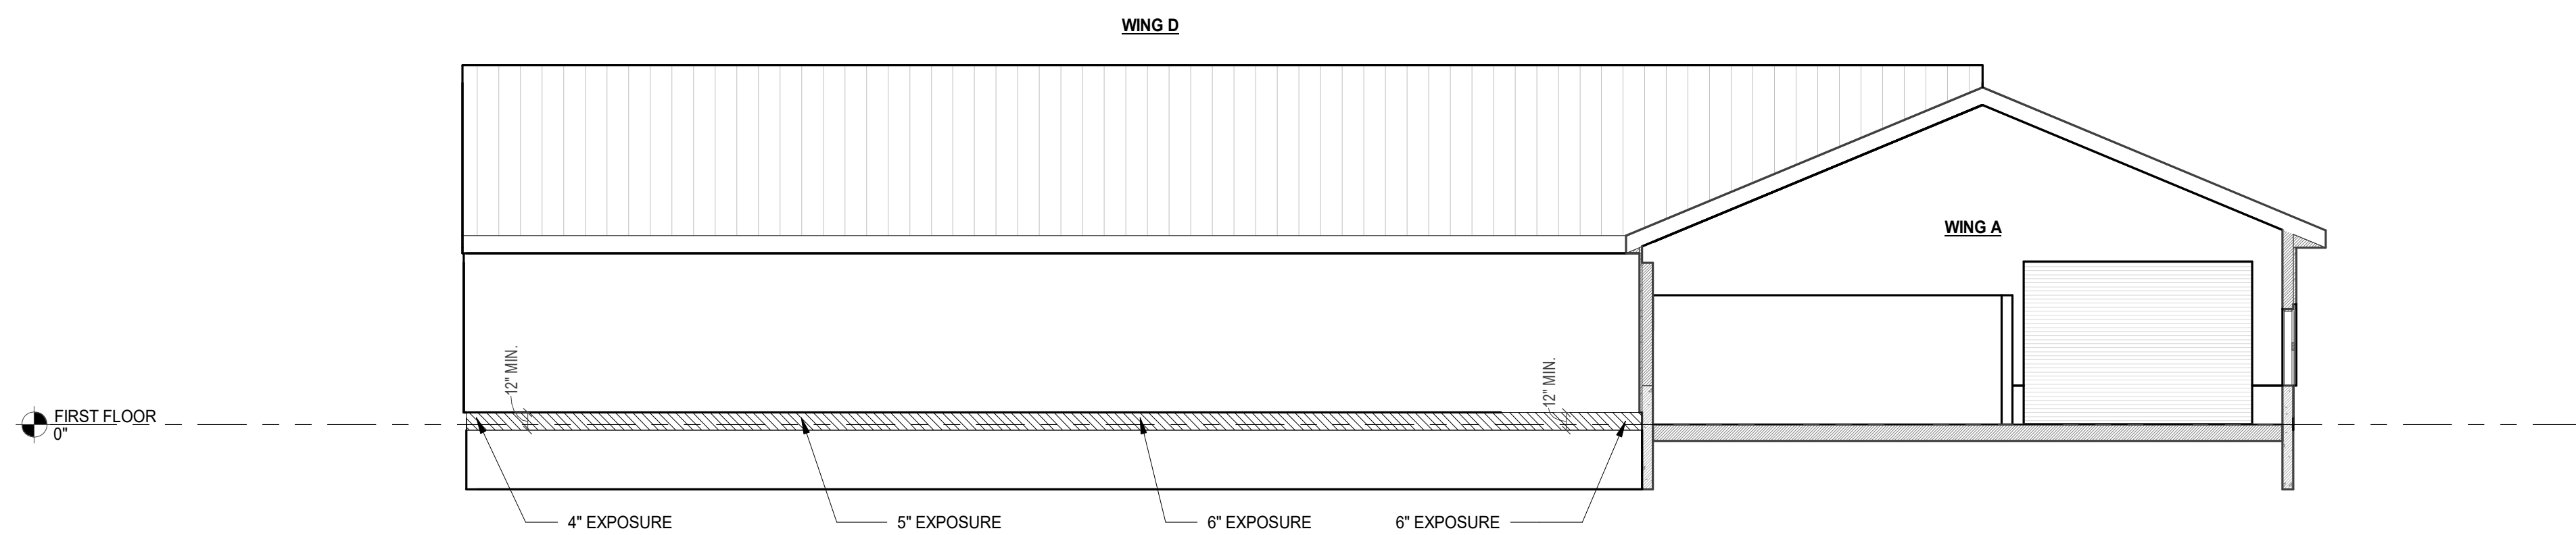 WING D
WING A
12" MIN.
12" MIN.
FIRST FLOOR
0"
4" EXPOSURE
5" EXPOSURE
6" EXPOSURE
6" EXPOSURE